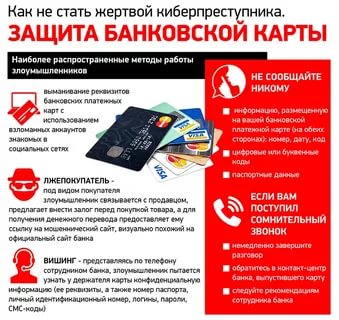 Как не стать жертвой киберпреступника.
ЗАЩИТА БАНКОВСКОЙ КАРТЫ
Наиболее распространенные методы работы
злоумышленников
выманивание реквизитов
банковских платежных
карт с
использованием
взломанных аккаунтов
знакомых в
социальных сетях
ЛЖЕПОКУПАТЕЛЬ -
под видом покупателя
злоумышленник связывается с продавцом,
предлагает внести залог перед покупкой товара, а для
получения денежного перевода предоставляет ему
ссылку на мошеннический сайт, визуально похожий на
официальный сайт банка
ВИШИНГ - представляясь по телефону
сотрудником банка, злоумышленник пытается
узнать у держателя карты конфиденциальную
информацию (ее реквизиты, а также номер паспорта,
личный идентификационный номер, логины, пароли,
СМС-коды)
НЕ СООБЩАЙТЕ
НИКОМУ
информацию, размещенную
на вашей банковской
платежной карте (на обеих
сторонах): номер, дату, код
цифровые или буквенные
коды
паспортные данные
ЕСЛИ ВАМ
ПОСТУПИЛ
СОМНИТЕЛЬНЫЙ
ЗВОНОК
немедленно завершите
разговор
обратитесь в контакт-центр
банка, выпустившего карту
следуйте рекомендациям
сотрудника банка
VISA